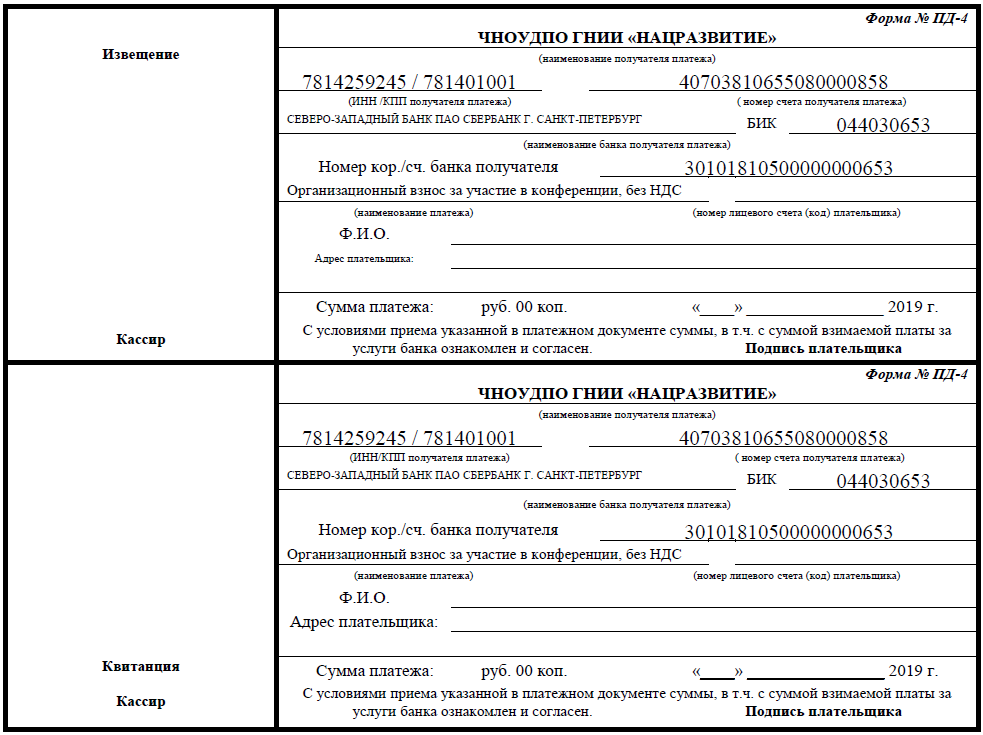 Форма № ПД-4
Извещение
ЧНОУДПО ГНИИ «НАЦРАЗВИТИЕ»
(наименование получателя платежа)
7814259245 / 781401001 40703810655080000858
(ИНН /КПП получателя платежа) ( номер счета получателя платежа)
СЕВЕРО-ЗАПАДНЫЙ БАНК ПАО СБЕРБАНК Г. САНКТ-ПЕТЕРБУРГ БИК 044030653
(наименование банка получателя платежа)
Номер кор./сч. банка получателя 30101810500000000653
Организационный взнос за участие в конференции, без НДС
(наименование платежа) (номер лицевого счета (код) плательщика)
Ф.И.О.
Адрес плательщика:
Сумма платежа: руб. 00 коп. «____» ________________ 2019 г.
Кассир
С условиями приема указанной в платежном документе суммы, в т.ч. с суммой взимаемой платы за
услуги банка ознакомлен и согласен. Подпись плательщика
Форма № ПД-4
ЧНОУДПО ГНИИ «НАЦРАЗВИТИЕ»
(наименование получателя платежа)
7814259245 / 781401001 40703810655080000858
(ИНН/КПП получателя платежа) ( номер счета получателя платежа)
СЕВЕРО-ЗАПАДНЫЙ БАНК ПАО СБЕРБАНК Г. САНКТ-ПЕТЕРБУРГ БИК 044030653
(наименование банка получателя платежа)
Номер кор./сч. банка получателя 30101810500000000653
Организационный взнос за участие в конференции, без НДС
(наименование платежа) (номер лицевого счета (код) плательщика)
Ф.И.О.
Адрес плательщика:
Квитанция
Сумма платежа: руб. 00 коп. «____» ________________ 2019 г.
Кассир
С условиями приема указанной в платежном документе суммы, в т.ч. с суммой взимаемой платы за
услуги банка ознакомлен и согласен. Подпись плательщика